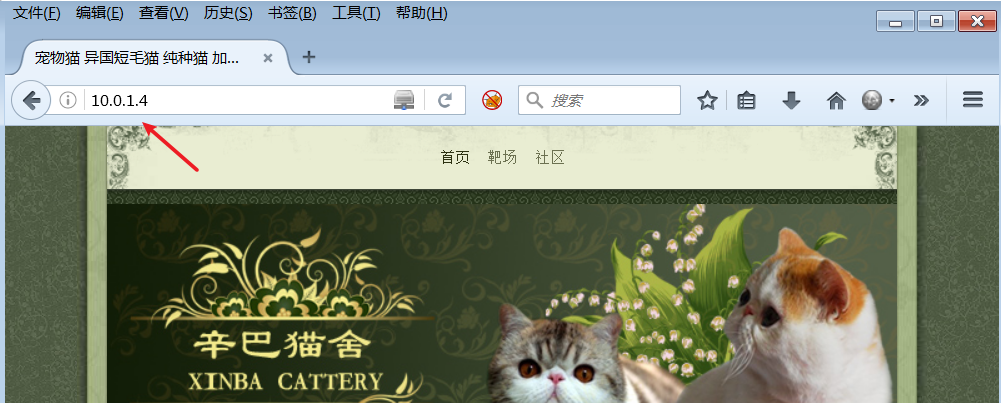 文件(F) 编辑(E) 查看(V) 历史(S) 书签(B) 工具(T) 帮助(H)
宠物猫 异国短毛猫 纯种猫 加...
10.0.1.4
搜索
首页 靶场 社区
辛巴猫舍
XINBA CATTERY